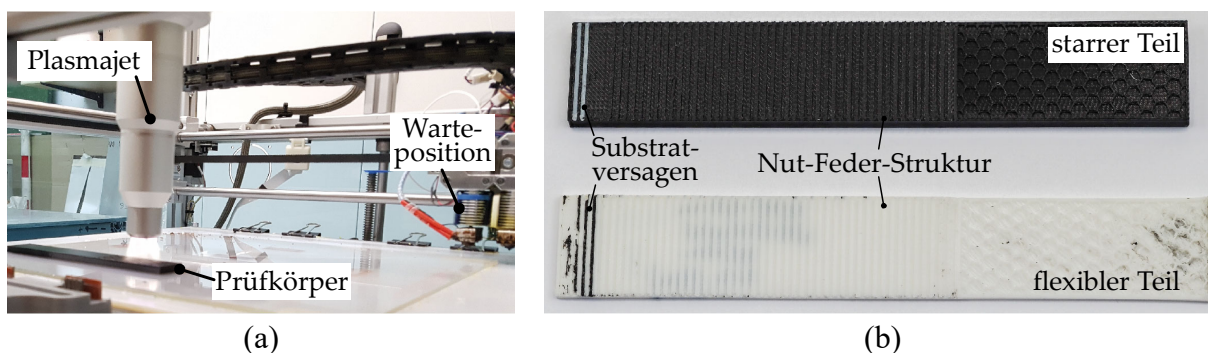 Plasmajet
Warte-
position
Prüfkörper
(a)
starrer Teil
Substrat-
versagen
Nut-Feder-Struktur
flexibler Teil
(b)